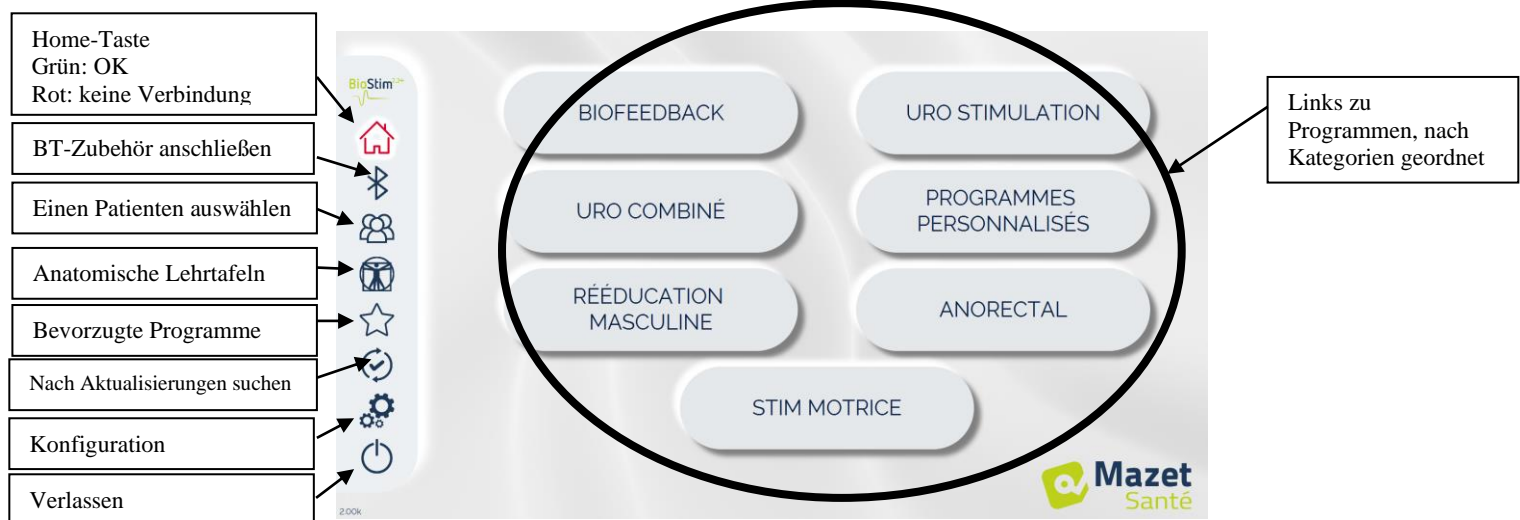 Home-Taste
Grün: OK
Rot: keine Verbindung
BT-Zubehör anschließen
Einen Patienten auswählen
Anatomische Lehrtafeln
Bevorzugte Programme
Nach Aktualisierungen suchen
Konfiguration
Verlassen
BioStim
2.00k
BIOFEEDBACK
URO STIMULATION
URO COMBINÉ
PROGRAMMES
PERSONNALISÉS
RÉÉDUCATION
MASCULINE
ANORECTAL
STIM MOTRICE
Mazet
Santé
Links zu
Programmen, nach
Kategorien geordnet